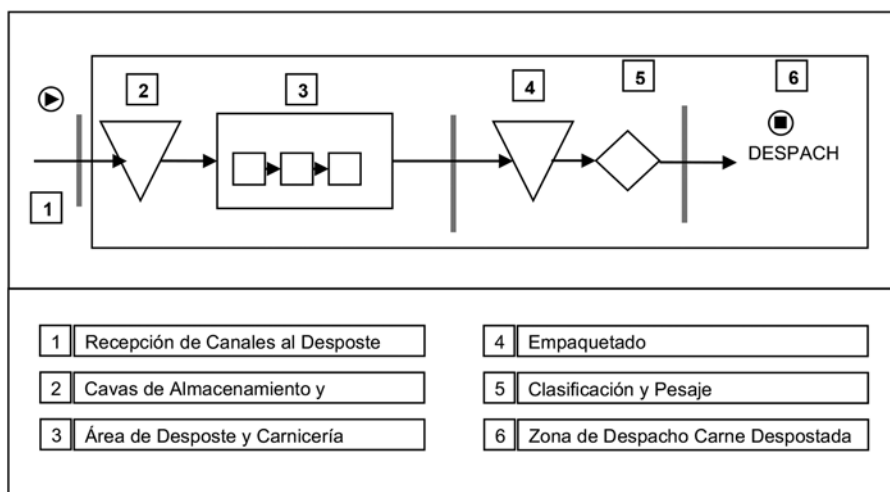 2
3
4
5
6
DESPACH
1
1 Recepción de Canales al Desposte
2 Cavas de Almacenamiento y
3 Área de Desposte y Carnicería
4 Empaquetado
5 Clasificación y Pesaje
6 Zona de Despacho Carne Despostada